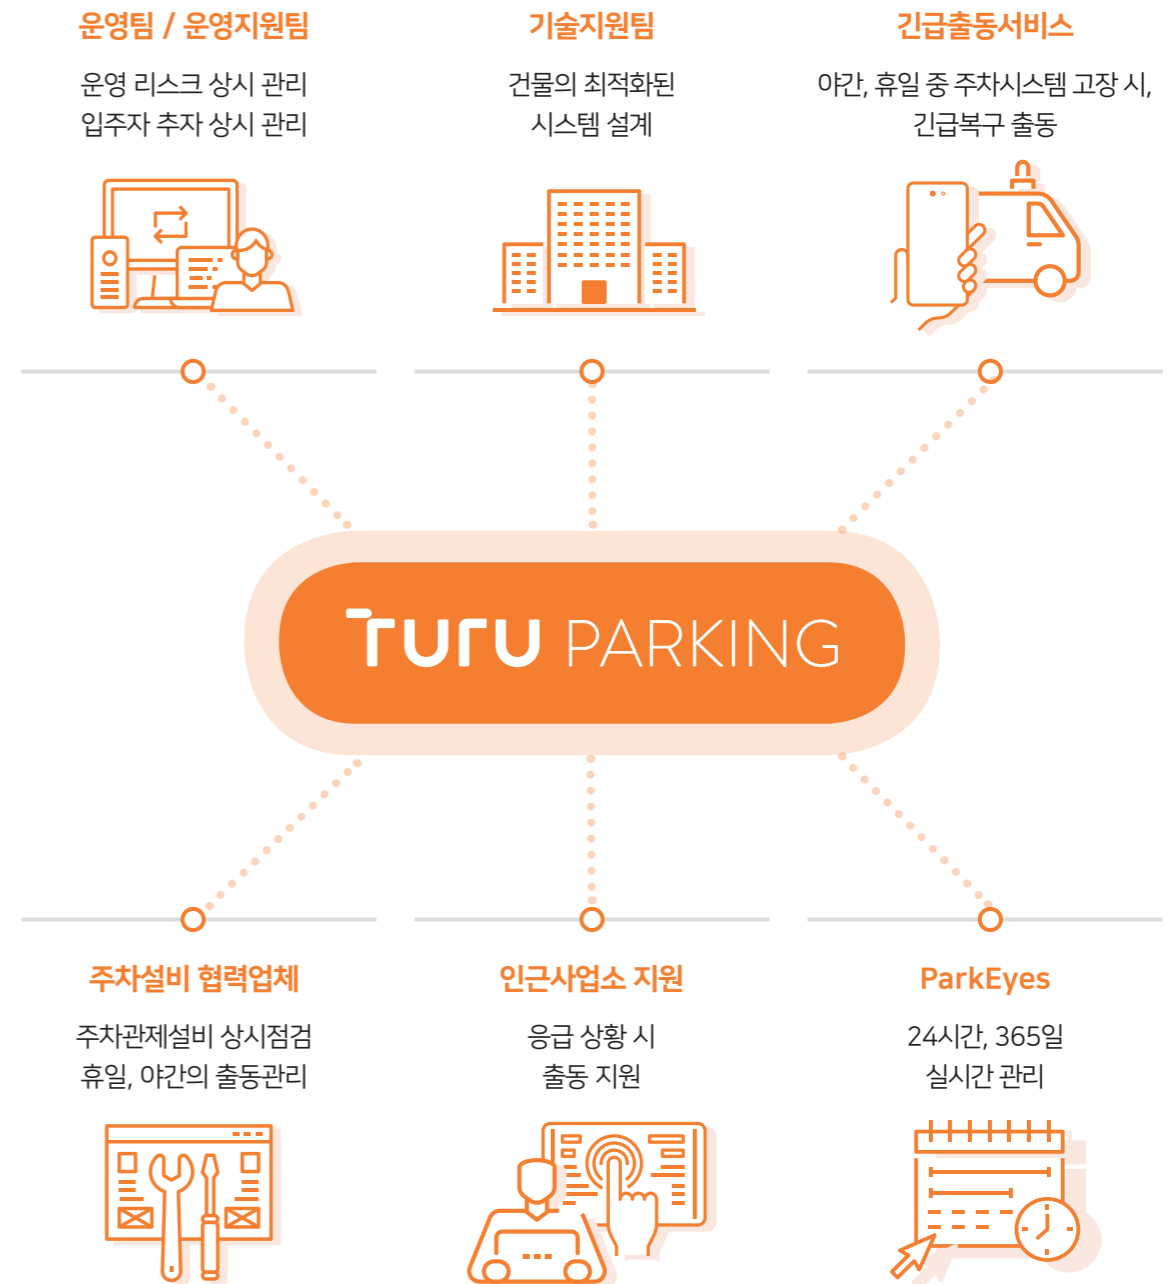 운영팀 / 운영지원팀
운영 리스크 상시 관리
입주자 추자 상시 관리
기술지원팀
건물의 최적화된
시스템 설계
긴급출동서비스
야간, 휴일 중 주차시스템 고장 시,
긴급복구 출동
TURU PARKING
주차설비 협력업체
주차관제설비 상시점검
휴일, 야간의 출동관리
인근사업소 지원
응급 상황 시
출동 지원
ParkEyes
24시간, 365일
실시간 관리